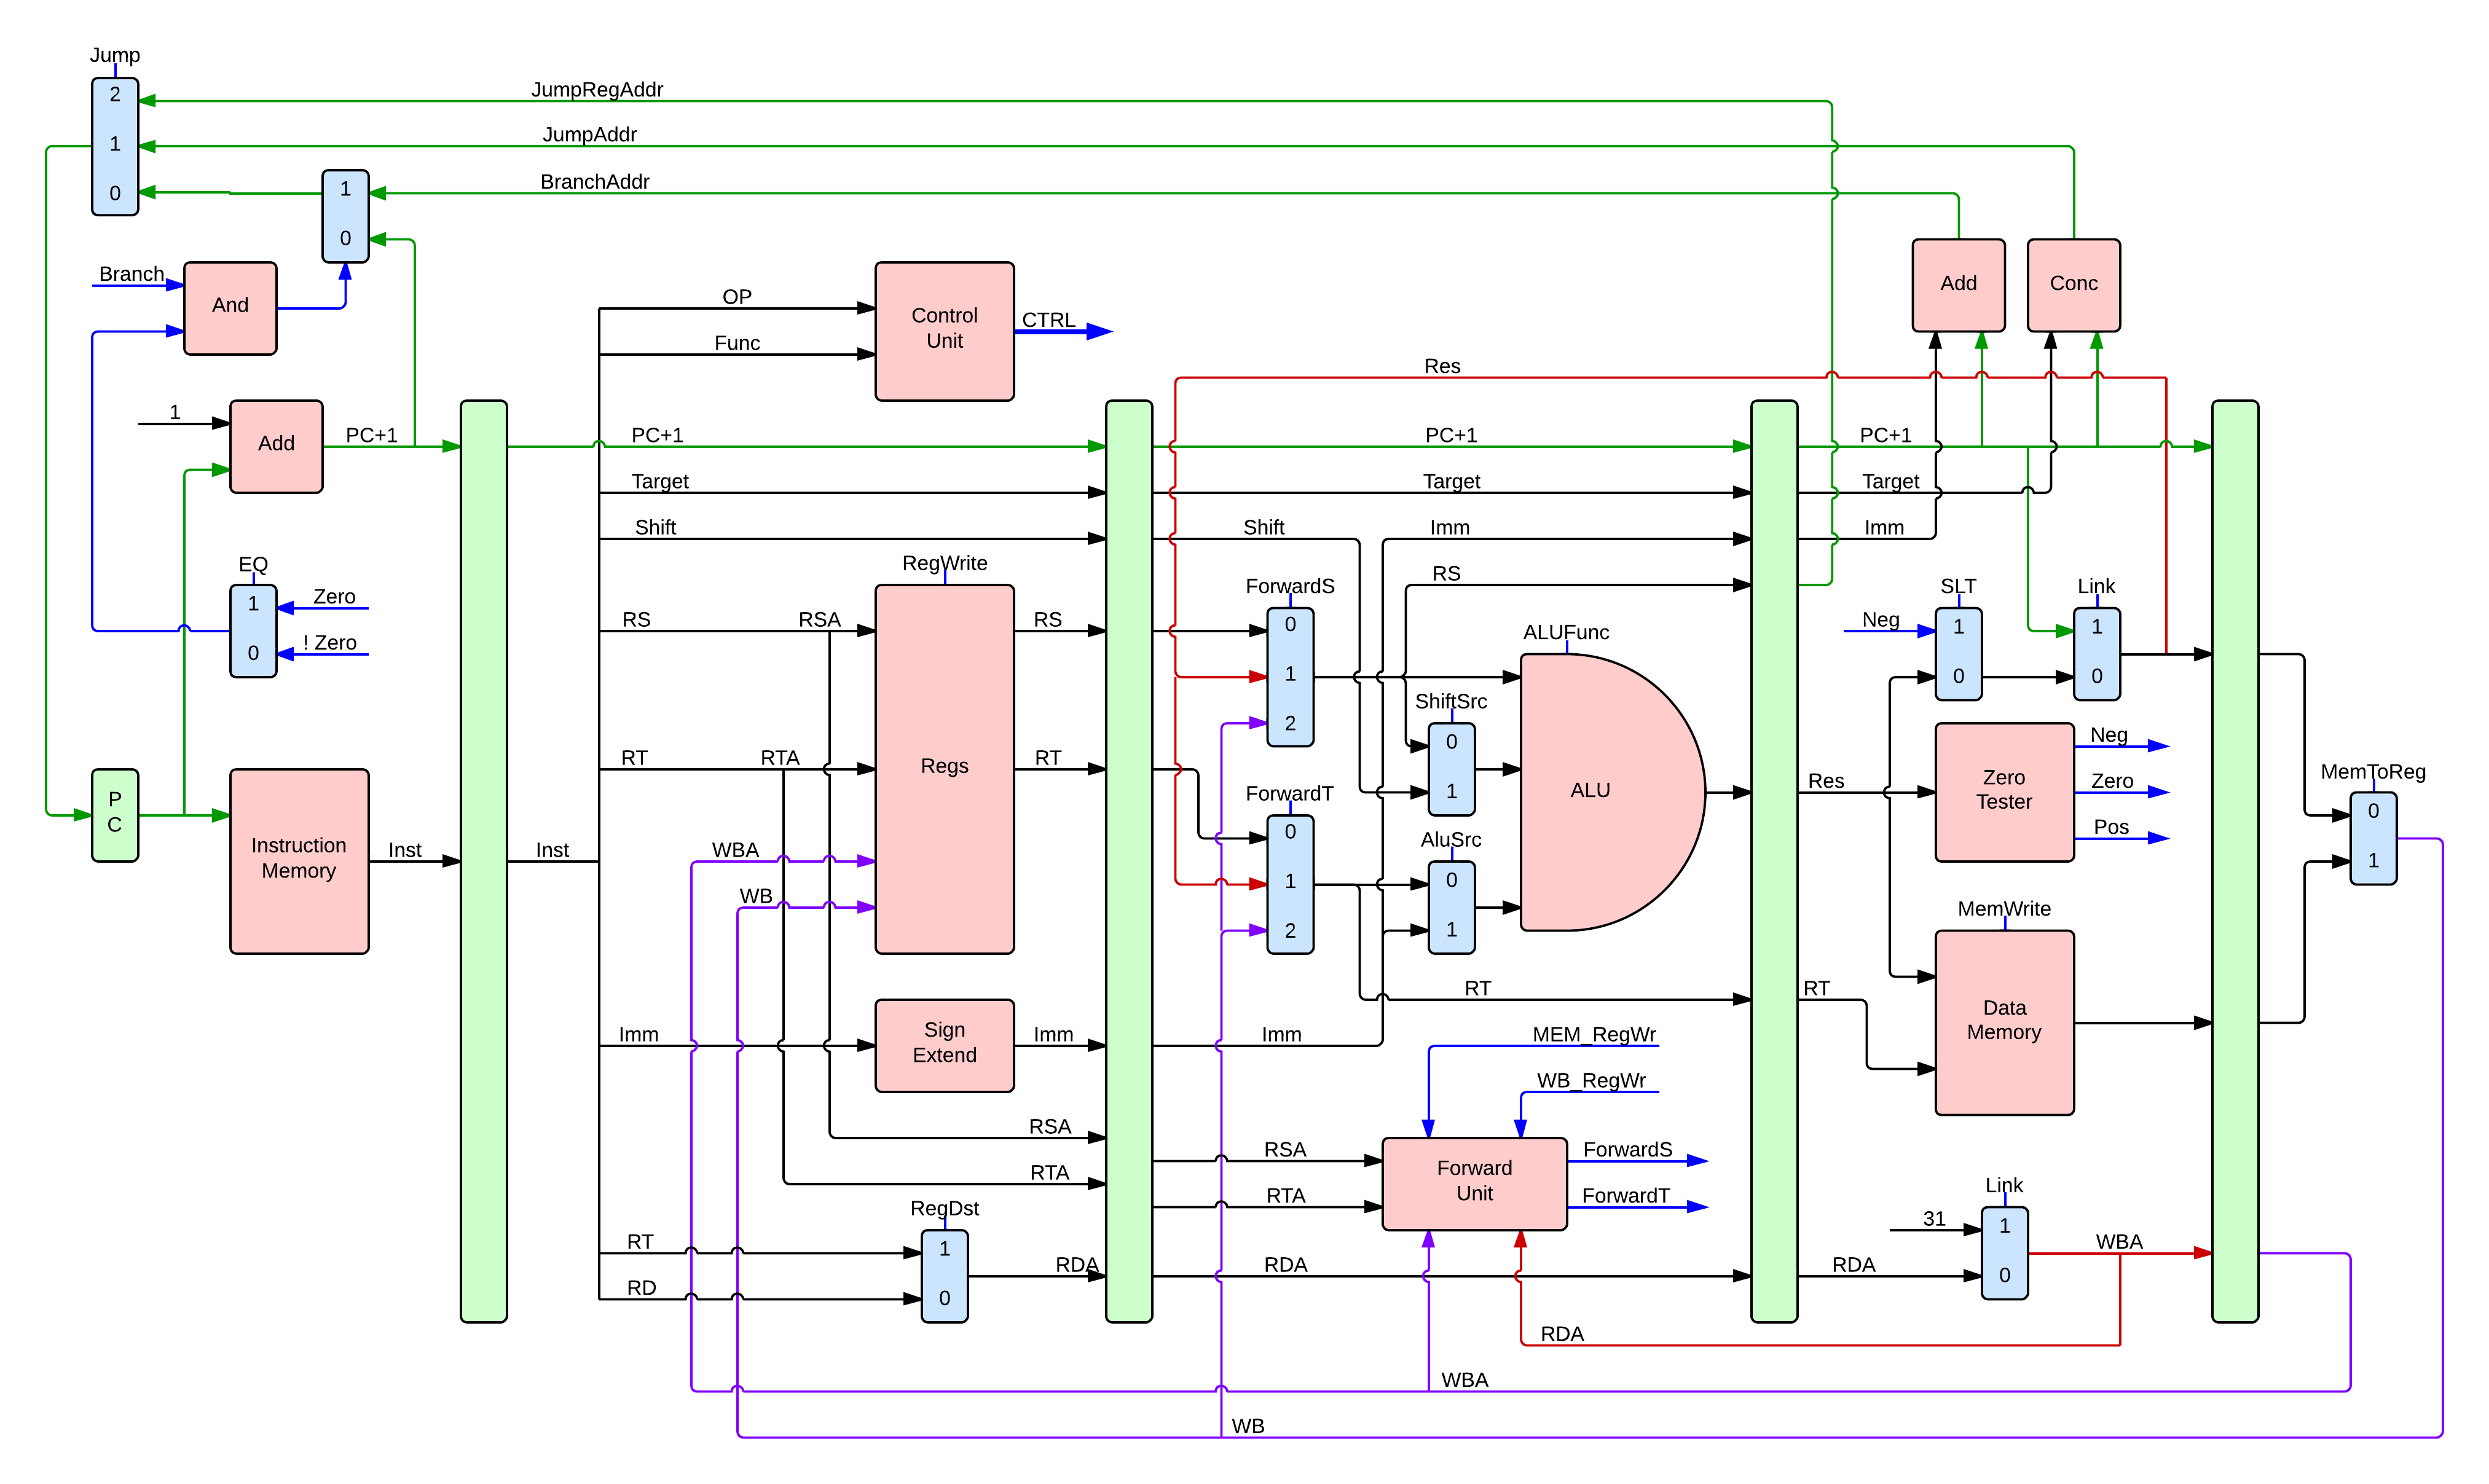 Jump
2
JumpRegAddr
1
JumpAddr
0
1
BranchAddr
0
Branch
And
OP
Func
Control
Unit
CTRL
Add
Conc
Res
1
Add
PC+1
PC+1
PC+1
PC+1
Target
Target
Target
Shift
Shift
Imm
Imm
EQ
1
0
Zero
! Zero
RegWrite
RS
RSA
RS
RT
RTA
RT
Regs
WBA
WB
ForwardS
0
1
2
RS
ALUFunc
ShiftSrc
0
1
ALU
ForwardT
0
1
2
AluSrc
0
1
SLT
Neg
1
0
Link
1
0
Res
Zero
Tester
Neg
Zero
Pos
MemToReg
0
1
P
C
Instruction
Memory
Inst
Inst
MemWrite
Data
Memory
RT
RT
Imm
Sign
Extend
Imm
Imm
MEM_RegWr
WB_RegWr
RSA
RTA
RSA
RTA
Forward
Unit
ForwardS
ForwardT
RegDst
RT
RD
1
0
RDA
RDA
RDA
Link
31
1
0
WBA
RDA
WBA
WB